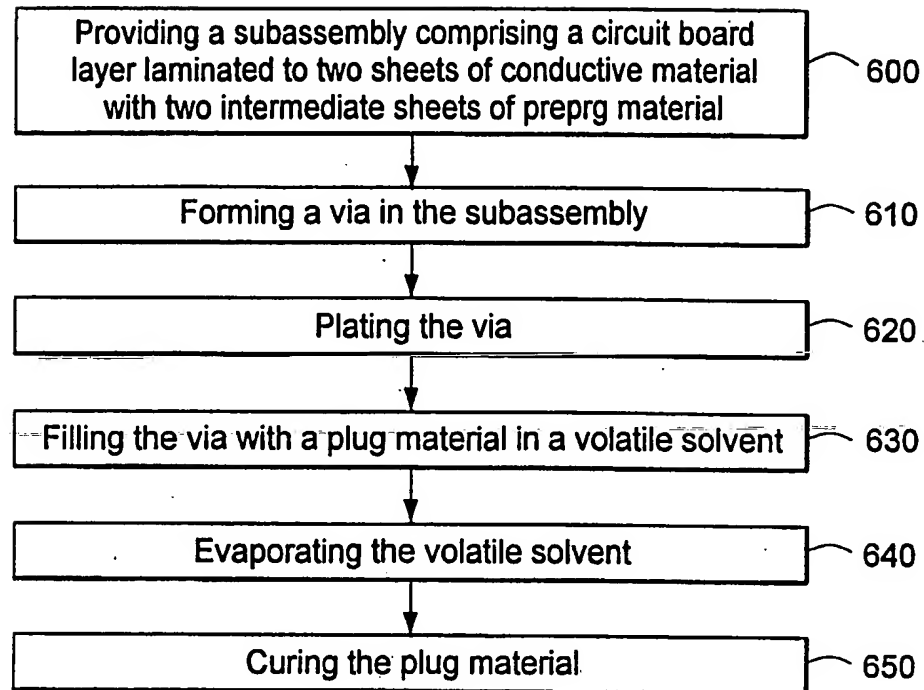 Providing a subassembly comprising a circuit board
layer laminated to two sheets of conductive material
with two intermediate sheets of preprg material
600
Forming a via in the subassembly
610
Plating the via
620
Filling the via with a plug material in a volatile solvent
630
Evaporating the volatile solvent
640
Curing the plug material
650